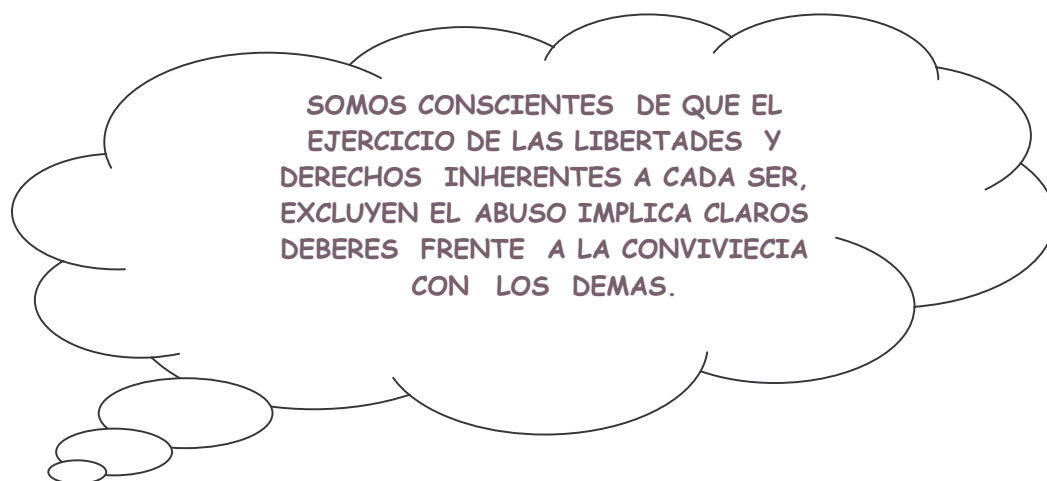 SOMOS CONSCIENTES DE QUE EL
EJERCICIO DE LAS LIBERTADES Y
DERECHOS INHERENTES A CADA SER,
EXCLUYEN EL ABUSO IMPLICA CLAROS
DEBERES FRENTE A LA CONVIVIECIA
CON LOS DEMAS.